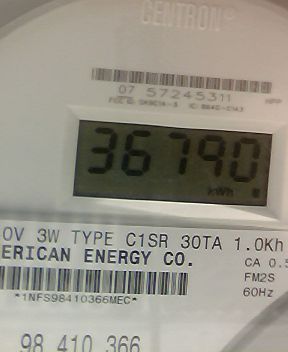 CENTRON®
07 57245311
36790
kWh
0V 3W TYPE C1SR 30TA 1.0Kh
ERICAN ENERGY CO.
CA 0.5
FM2S
*1NFS98410366MEC*
60Hz
98 410 366